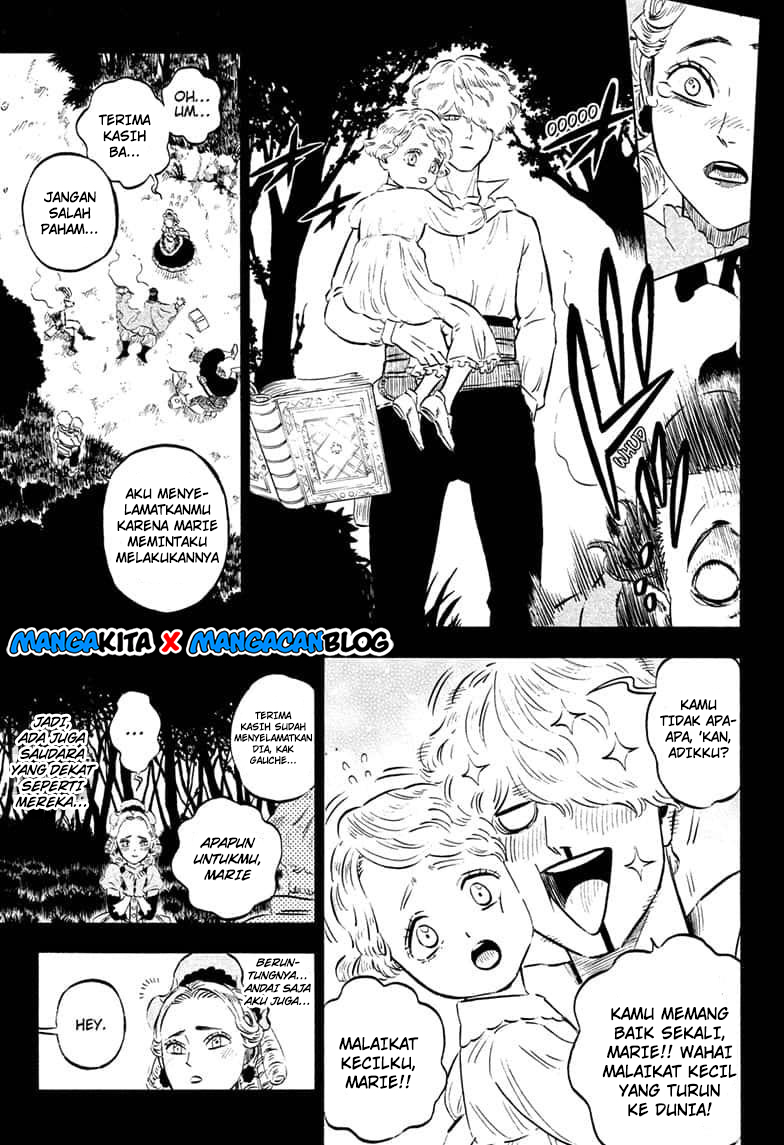 OOOOO
WHUP
OH...
UM...
TERIMA
KASIH
BA...
JANGAN
SALAH
PAHAM...
AKU MENYE-
LAMATKANMU
KARENA MARIE
MEMINTAKU
MELAKUKANNYA
MANGAKITA X MANGACANBLOG
KAMU
TIDAK APA-
APA, 'KAN,
ADIKKU?
KAMU MEMANG
BAIK SEKALI,
MARIE!! WAHAI
MALAIKAT KECIL
YANG TURUN
KE DUNIA!
MALAIKAT
KECILKU,
MARIE!!
TERIMA
KASIH SUDAH
MENYELAMATKAN
DIA, KAK
GAUCHE...
APAPUN
UNTUKMU,
MARIE
...
JADI,
ADA JUGA
SAUDARA
YANG DEKAT
SEPERTI
MEREKA...
BERUN-
TUNGNYA...
ANDAI SAJA
AKU JUGA...
HEY.